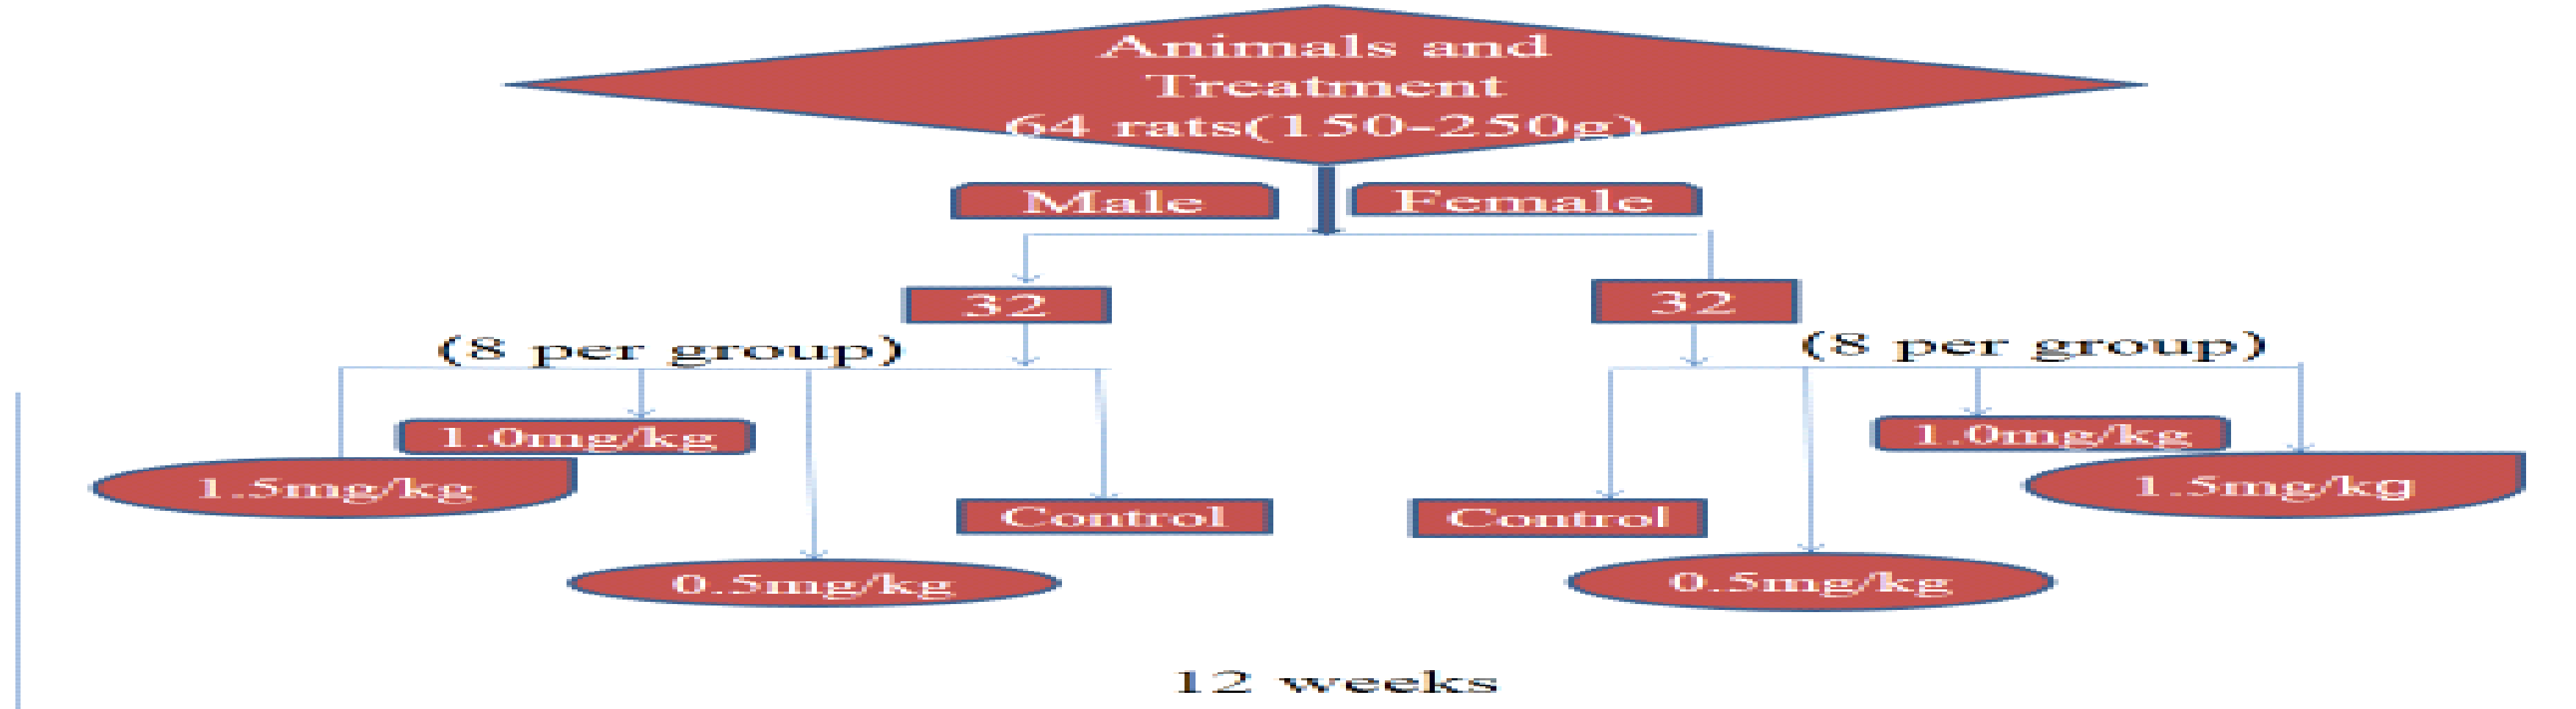 Animals and
Treatment
64 rats(150-250g)
Male
Female
32
32
(8 per group)
(8 per group)
1.0mg/kg
1.0mg/kg
1.5mg/kg
1.5mg/kg
Control
Control
0.5mg/kg
0.5mg/kg
12 weeks